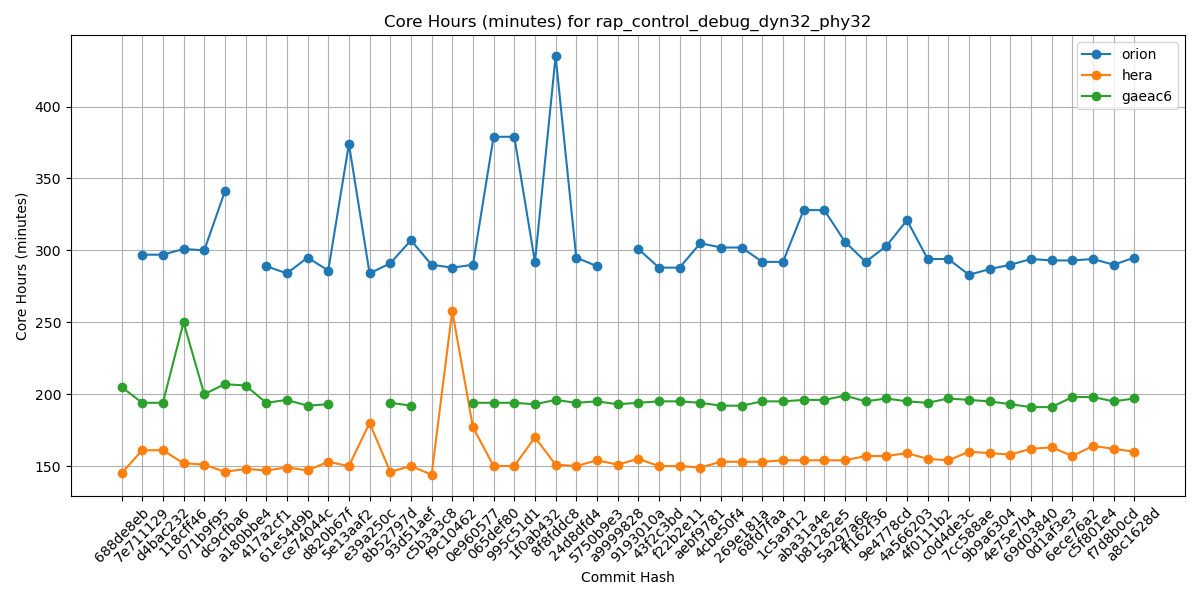 Core Hours (minutes) for rap_control_debug_dyn32_phy32
orion
hera
gaeac6
Core Hours (minutes)
400
350
300
250
200
150
688de8eb
7e711129
d4bac232
118cff46
071b9f95
dc9cfba6
a180bbe4
417a2cf1
61e54d9b
ce74044c
d820b67f
5e13aaf2
e39a250c
8b52797d
93d51aef
c5b3a3c8
f9c10462
0e960577
065def80
995c51d1
1f0ab432
8f8fdfc8
24d8dfd4
5750b9e3
a9999828
9193010a
43f2c3bd
f22b2e11
aebf9781
4cbe50f4
269e181a
68fd7faa
1c5a9f12
aba31a4e
b81282e5
5a297a6e
ff162f36
9e4778cd
4a566203
4f0111b2
c0d4de3c
7cc588ae
9b9a6304
4e75e7b4
69d03840
0d1af3e3
6ece76a2
c5f801e4
f7d8b0cd
a8c1628d
Commit Hash